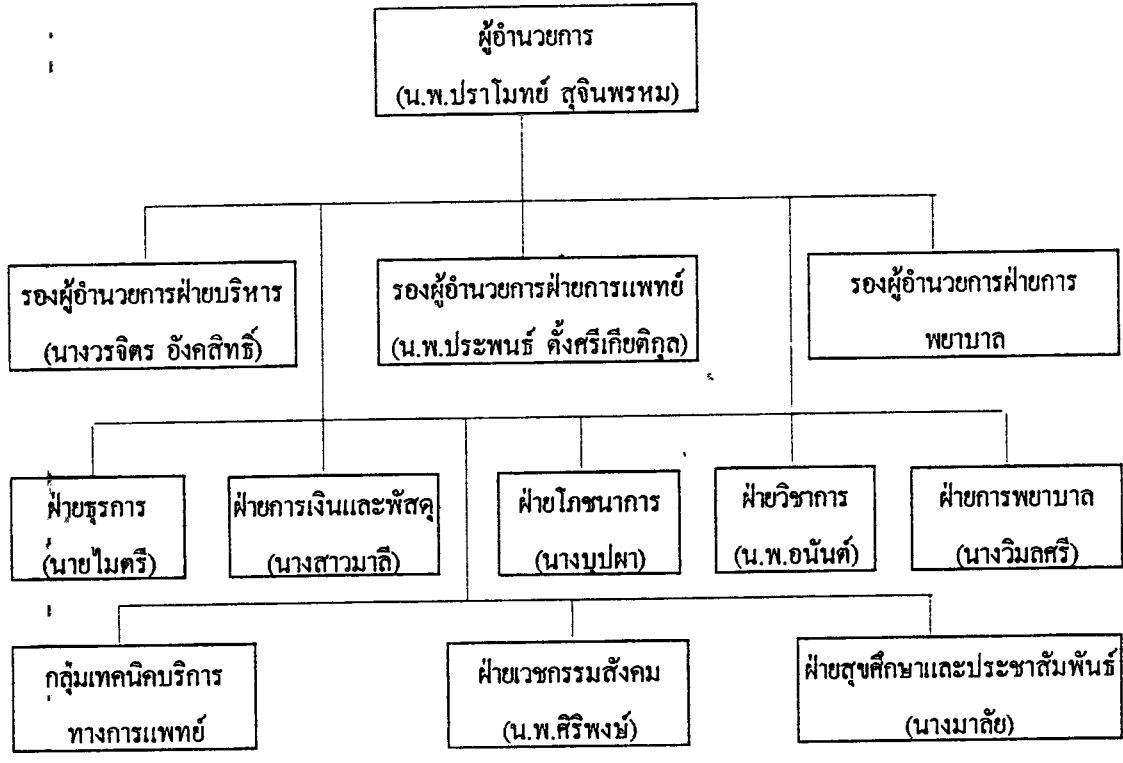 ผู้อำนวยการ
(น.พ.ปราโมทย์ สุจินพรหม)
รองผู้อำนวยการฝ่ายบริหาร
(นางวรจิตร อังคสิทธิ์)
รองผู้อำนวยการฝ่ายการแพทย์
(น.พ.ประพนธ์ ตั้งศรีเกียติกุล)
รองผู้อำนวยการฝ่ายการ
พยาบาล
ฝ่ายธุรการ
(นายไมตรี)
ฝ่ายการเงินและพัสดุ
(นางสาวมาลี)
ฝ่ายโภชนาการ
(นางบุปผา)
ฝ่ายวิชาการ
(น.พ.อนันต์)
ฝ่ายการพยาบาล
(นางวิมลศรี)
กลุ่มเทคนิคบริการ
ทางการแพทย์
ฝ่ายเวชกรรมสังคม
(น.พ.ศิริพงษ์)
ฝ่ายสุขศึกษาและประชาสัมพันธ์
(นางมาลัย)